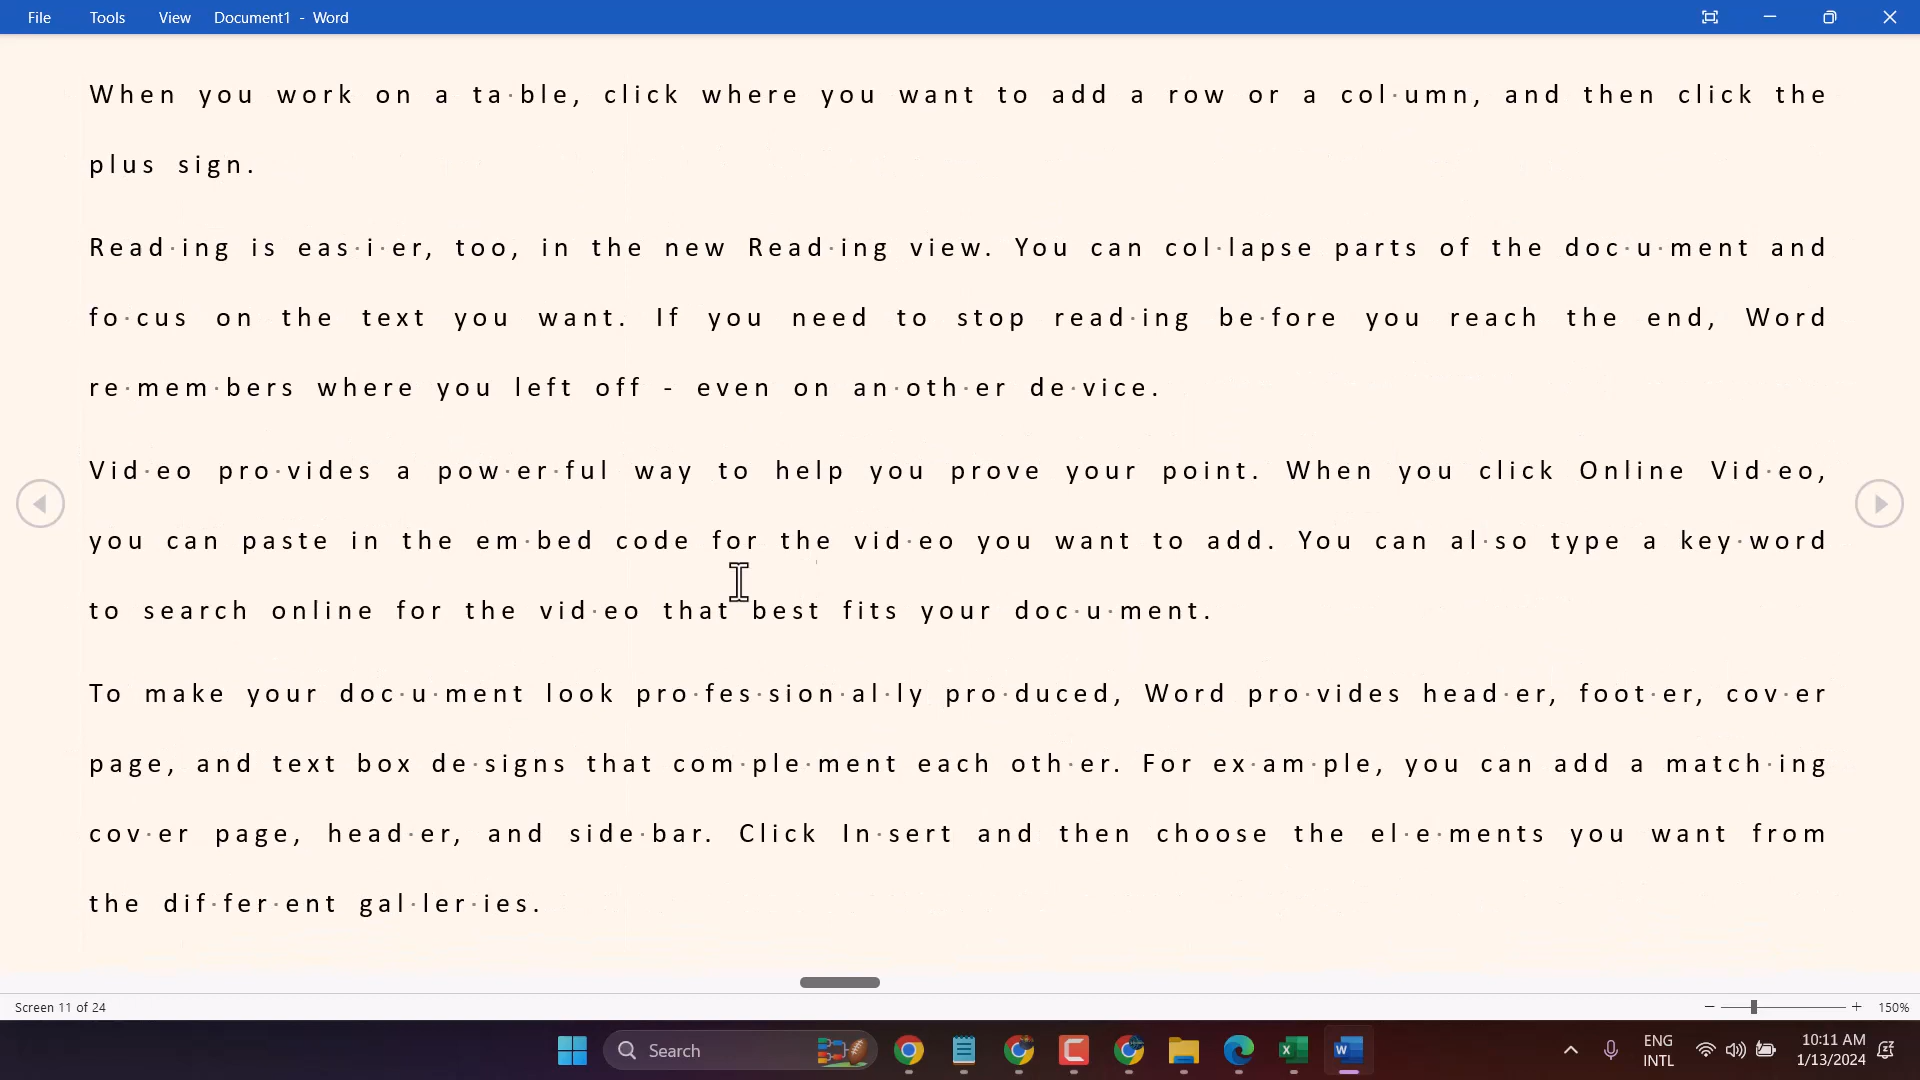 File Tools View Document1 - Word
When you work on a ta·ble, click where you want to add a row or a col·umn, and then click the
plus sign.
Read·ing is eas·i·er, too, in the new Read·ing view. You can col·lapse parts of the doc·u·ment and
fo·cus on the text you want. If you need to stop read·ing be·fore you reach the end, Word
re·mem·bers where you left off - even on an·oth·er de·vice.
Vid·eo pro·vides a pow·er·ful way to help you prove your point. When you click Online Vid·eo,
you can paste in the em·bed code for the vid·eo you want to add. You can al·so type a key·word
to search online for the vid·eo that best fits your doc·u·ment.
To make your doc·u·ment look pro·fes·sion·al·ly pro·duced, Word pro·vides head·er, foot·er, cov·er
page, and text box de·signs that com·ple·ment each oth·er. For ex·am·ple, you can add a match·ing
cov·er page, head·er, and side·bar. Click In·sert and then choose the el·e·ments you want from
the dif·fer·ent gal·ler·ies.
Screen 11 of 24
150%
Search
ENG
INTL
10:11 AM
1/13/2024